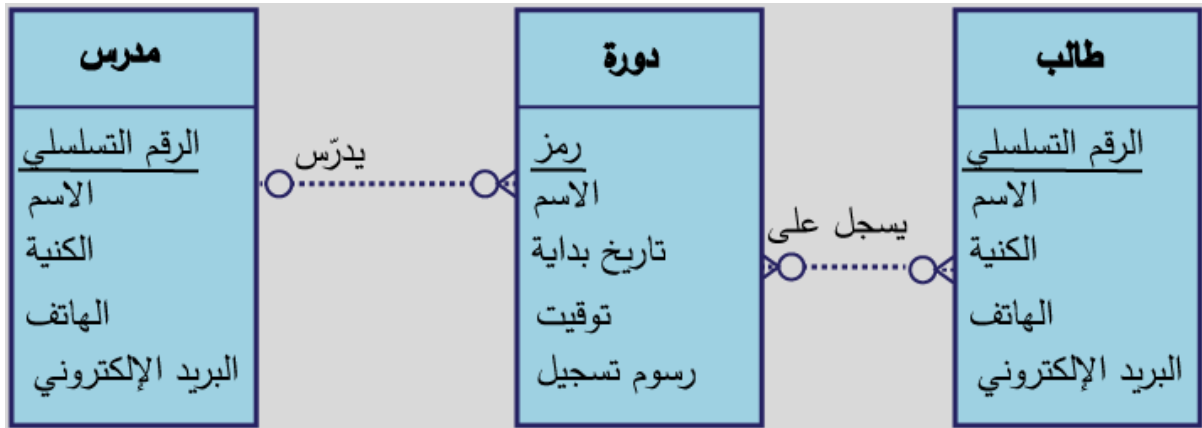 طالب
الرقم التسلسلي
الاسم
الكنية
الهاتف
البريد الإلكتروني
يسجل على
دورة
رمز
الاسم
تاريخ بداية
توقيت
رسوم تسجيل
يدرّس
مدرس
الرقم التسلسلي
الاسم
الكنية
الهاتف
البريد الإلكتروني